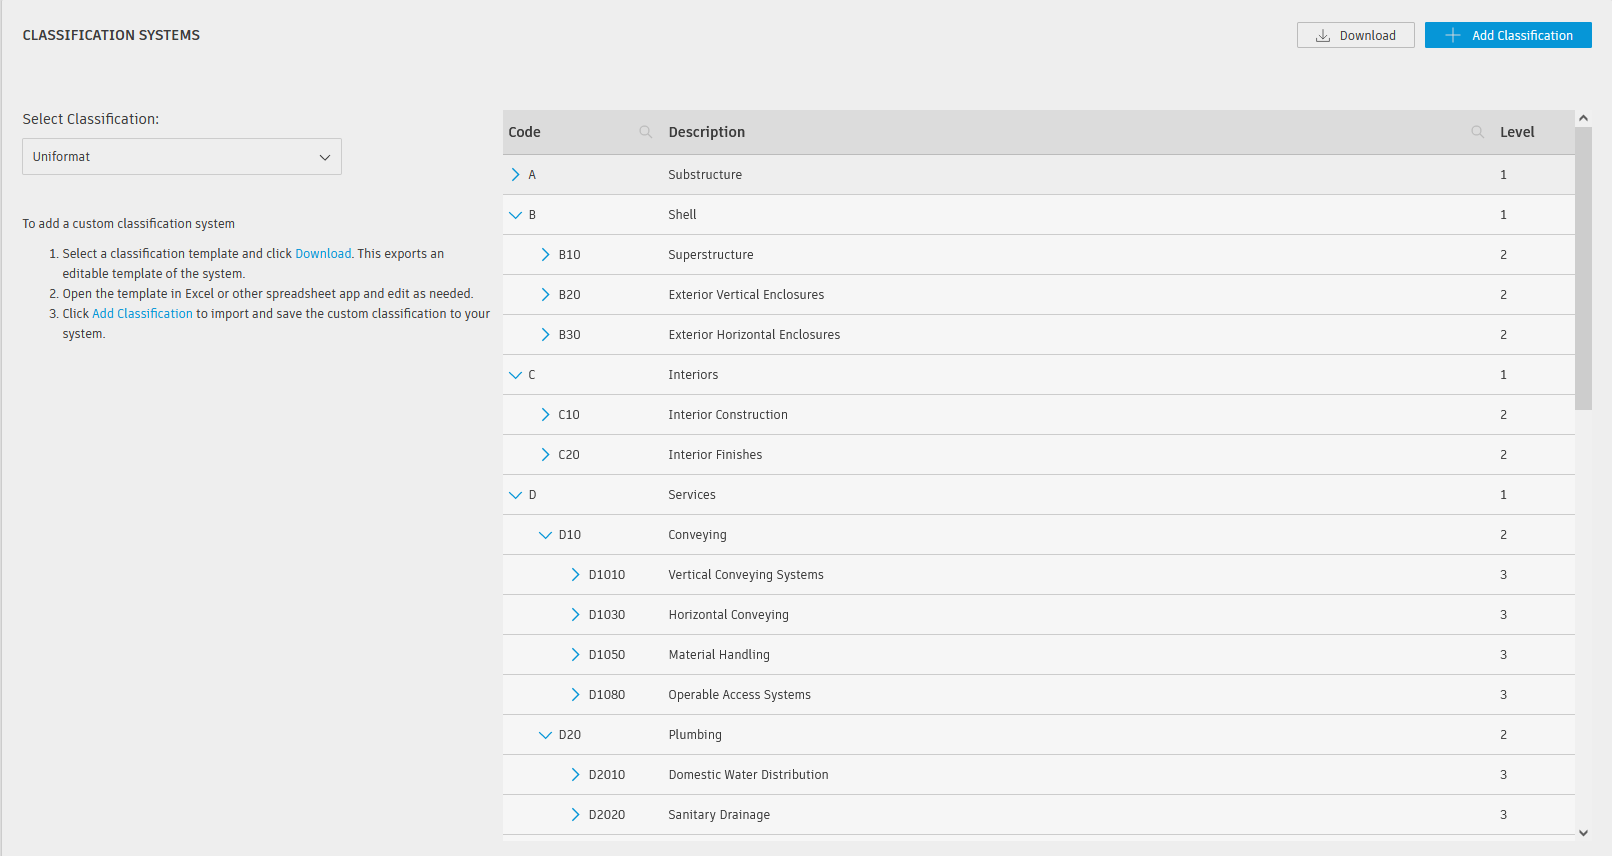 CLASSIFICATION SYSTEMS
Download
Add Classification
Select Classification:
Uniformat
To add a custom classification system
1. Select a classification template and click Download. This exports an
editable template of the system.
2. Open the template in Excel or other spreadsheet app and edit as needed.
3. Click Add Classification to import and save the custom classification to your
system.
Code Description Level
A Substructure 1
B Shell 1
B10 Superstructure 2
B20 Exterior Vertical Enclosures 2
B30 Exterior Horizontal Enclosures 2
C Interiors 1
C10 Interior Construction 2
C20 Interior Finishes 2
D Services 1
D10 Conveying 2
D1010 Vertical Conveying Systems 3
D1030 Horizontal Conveying 3
D1050 Material Handling 3
D1080 Operable Access Systems 3
D20 Plumbing 2
D2010 Domestic Water Distribution 3
D2020 Sanitary Drainage 3